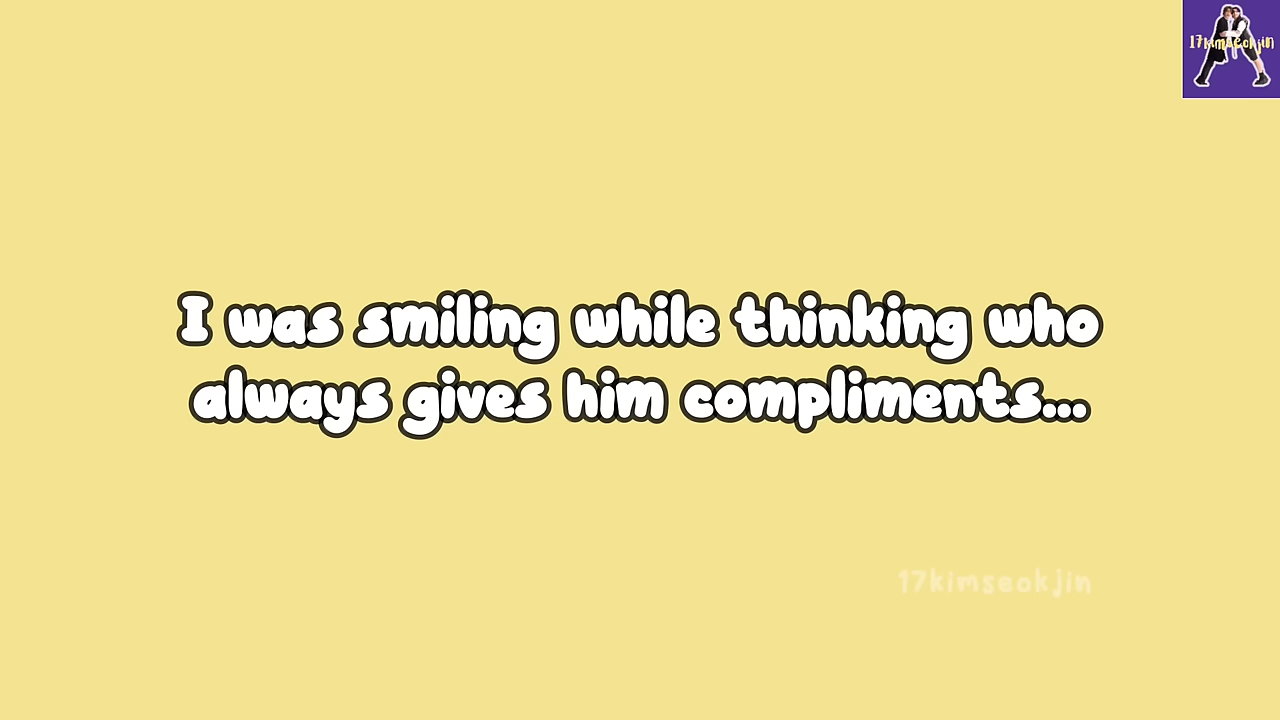 17kimseokjin
I was smiling while thinking who
always gives him compliments...
17kimseokjin